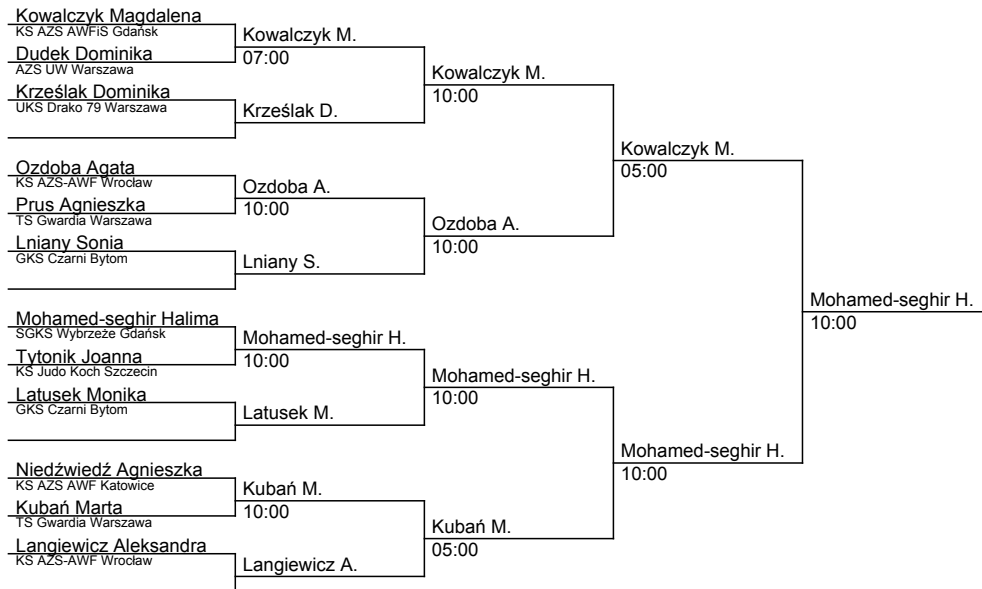 Kowalczyk Magdalena
KS AZS AWFiS Gdańsk
Dudek Dominika
AZS UW Warszawa
Krześlak Dominika
UKS Drako 79 Warszawa
Ozdoba Agata
KS AZS-AWF Wrocław
Prus Agnieszka
TS Gwardia Warszawa
Lniany Sonia
GKS Czarni Bytom
Mohamed-seghir Halima
SGKS Wybrzeże Gdańsk
Tytonik Joanna
KS Judo Koch Szczecin
Latusek Monika
GKS Czarni Bytom
Niedźwiedź Agnieszka
KS AZS AWF Katowice
Kubań Marta
TS Gwardia Warszawa
Langiewicz Aleksandra
KS AZS-AWF Wrocław
Kowalczyk M.
07:00
Krześlak D.
Ozdoba A.
10:00
Lniany S.
Mohamed-seghir H.
10:00
Latusek M.
Kubań M.
10:00
Langiewicz A.
Kowalczyk M.
10:00
Ozdoba A.
10:00
Mohamed-seghir H.
10:00
Kubań M.
05:00
Kowalczyk M.
05:00
Mohamed-seghir H.
10:00
Mohamed-seghir H.
10:00